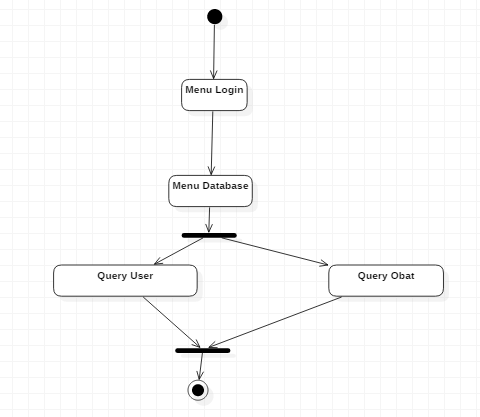 Menu Login
Menu Database
Query User
Query Obat